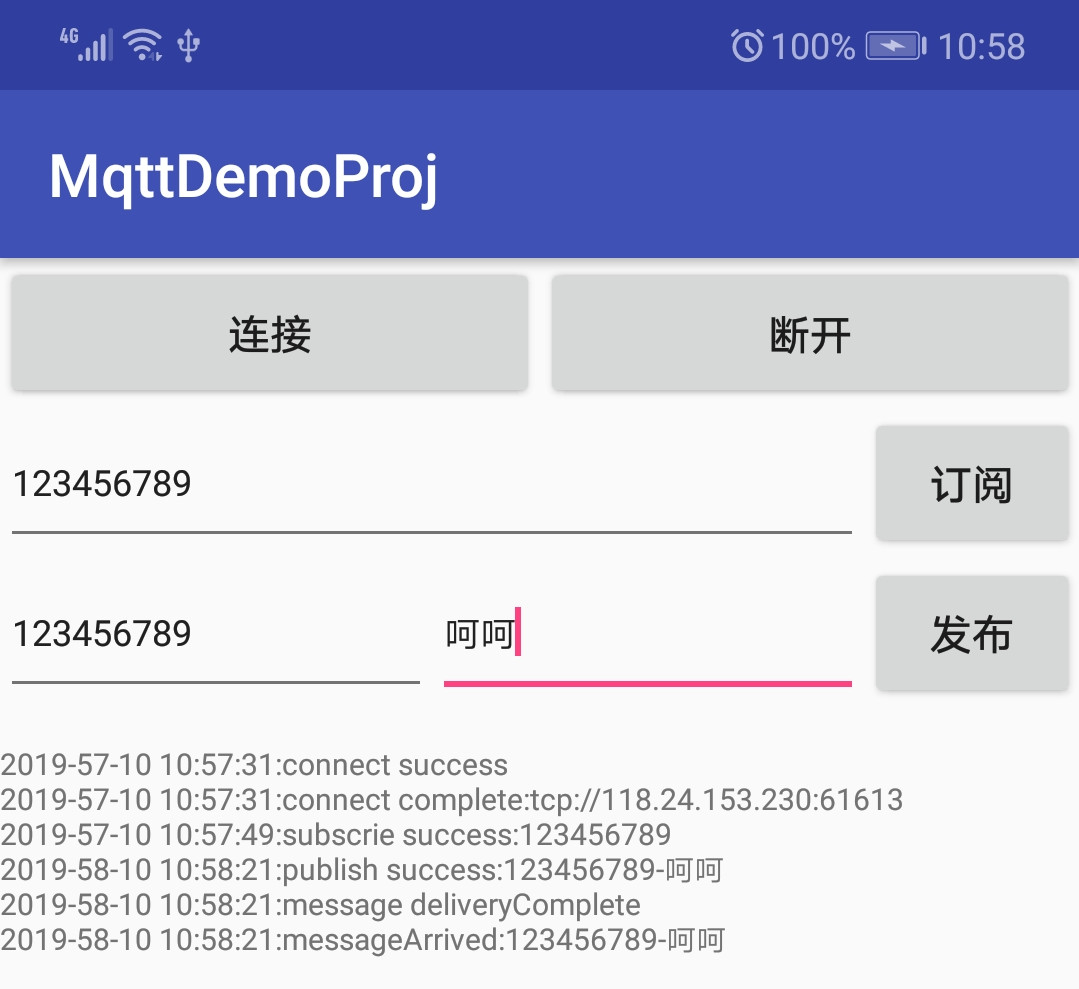 4G 100% 10:58
MqttDemoProj
连接 断开
123456789 订阅
123456789 呵呵 发布
2019-57-10 10:57:31:connect success
2019-57-10 10:57:31:connect complete:tcp://118.24.153.230:61613
2019-57-10 10:57:49:subscrie success:123456789
2019-58-10 10:58:21:publish success:123456789-呵呵
2019-58-10 10:58:21:message deliveryComplete
2019-58-10 10:58:21:messageArrived:123456789-呵呵